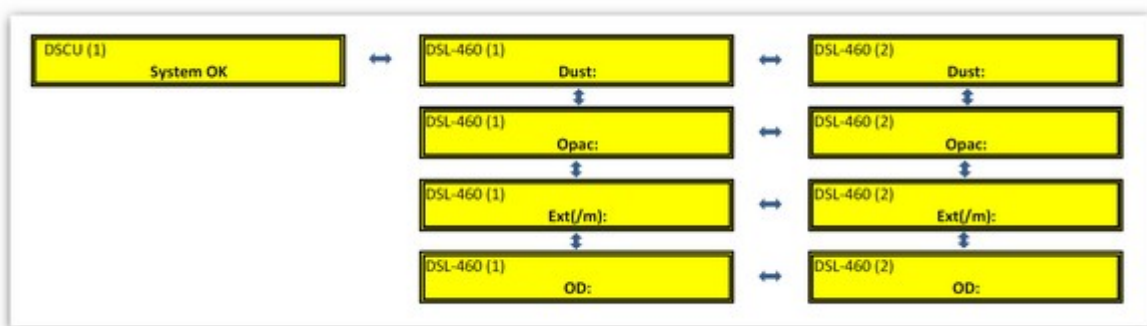 DSCU (1)
System OK
DSL-460 (1)
Dust:
DSL-460 (2)
Dust:
DSL-460 (1)
Opac:
DSL-460 (2)
Opac:
DSL-460 (1)
Ext(/m):
DSL-460 (2)
Ext(/m):
DSL-460 (1)
OD:
DSL-460 (2)
OD: